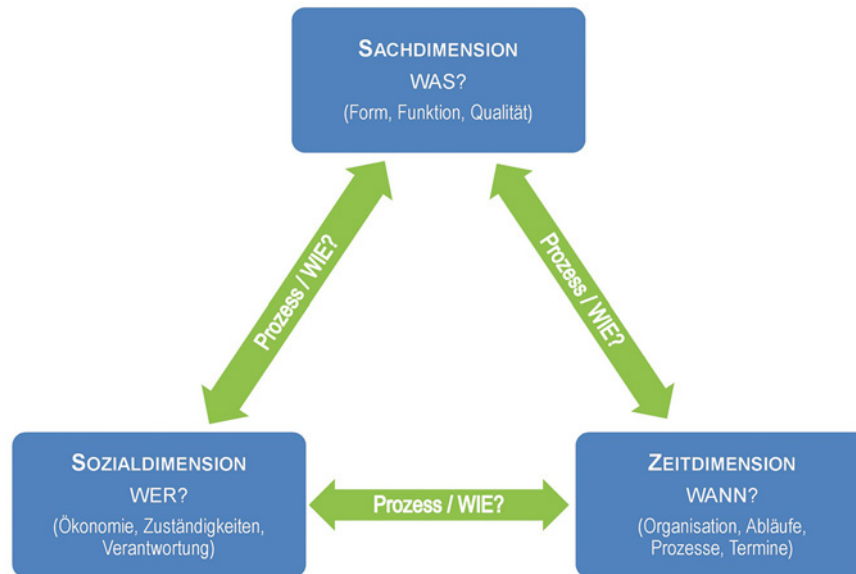 SACHDIMENSION
WAS?
(Form, Funktion, Qualität)
Prozess / WIE?
Prozess / WIE?
SOZIALDIMENSION
WER?
(Ökonomie, Zuständigkeiten,
Verantwortung)
Prozess / WIE?
ZEITDIMENSION
WANN?
(Organisation, Abläufe,
Prozesse, Termine)